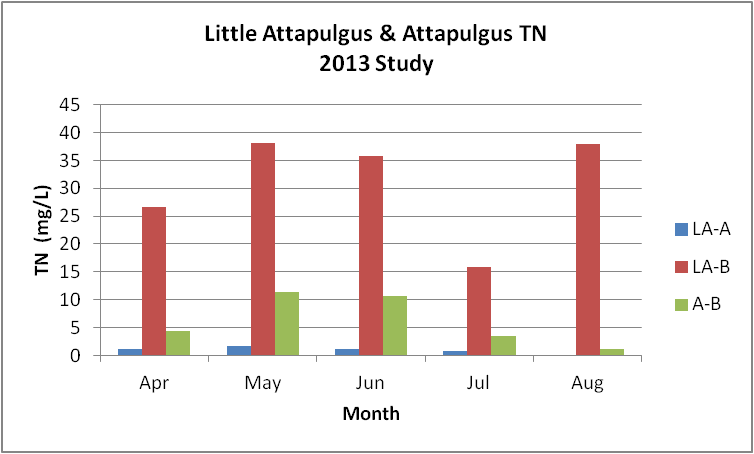 Little Attapulgus & Attapulgus TN
2013 Study
45
40
35
30
25
20
15
10
5
0
TN (mg/L)
Apr
May
Jun
Jul
Aug
Month
LA-A
LA-B
A-B